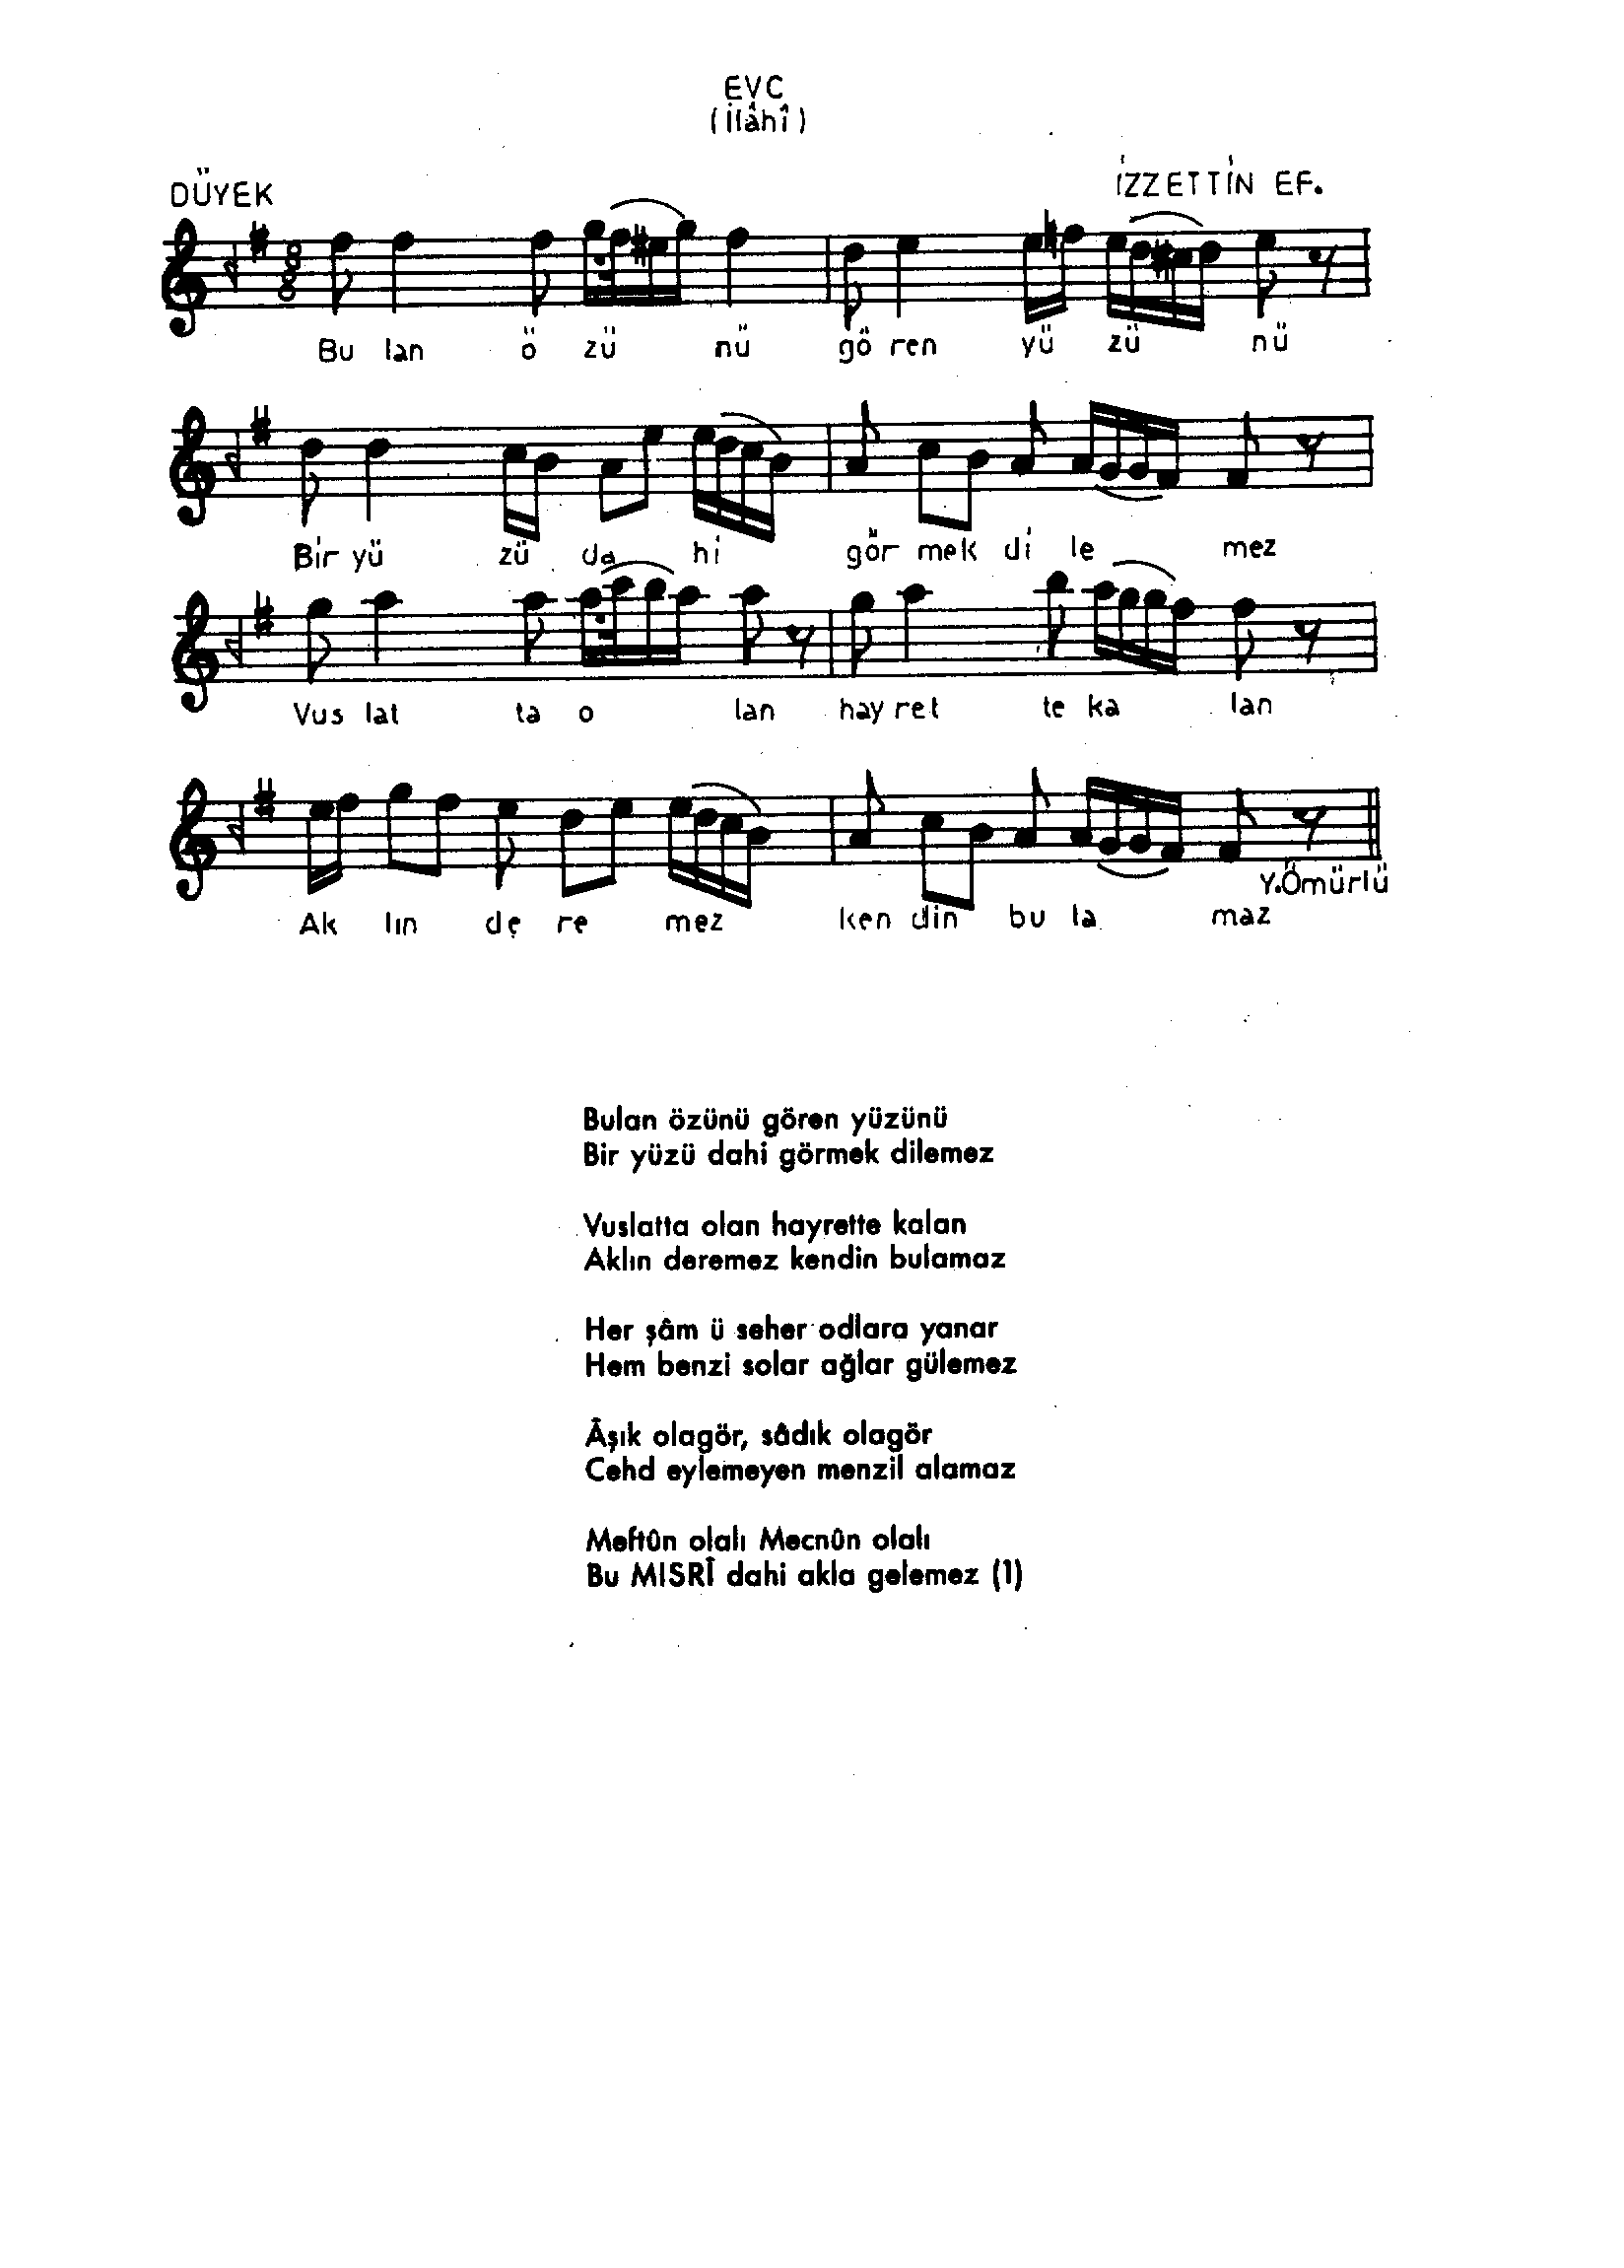 EVC
(İlâhî)
DÜYEK
İZZETTİN EF.
8
8
Bu lan ö zü nü gö ren yü zü nü
Bir yü zü da hi gör mek di le mez
Vus lat ta o lan hay ret te ka lan
Ak lın de re mez ken din bu la maz
Y.Ömürlü
Bulan özünü gören yüzünü
Bir yüzü dahi görmek dilemez
Vuslatta olan hayrette kalan
Aklın deremez kendin bulamaz
Her şâm ü seher odlara yanar
Hem benzi solar ağlar gülemez
Âşık olagör, sâdık olagör
Cehd eylemeyen menzil alamaz
Meftûn olalı Mecnûn olalı
Bu MISRÎ dahi akla gelemez (1)